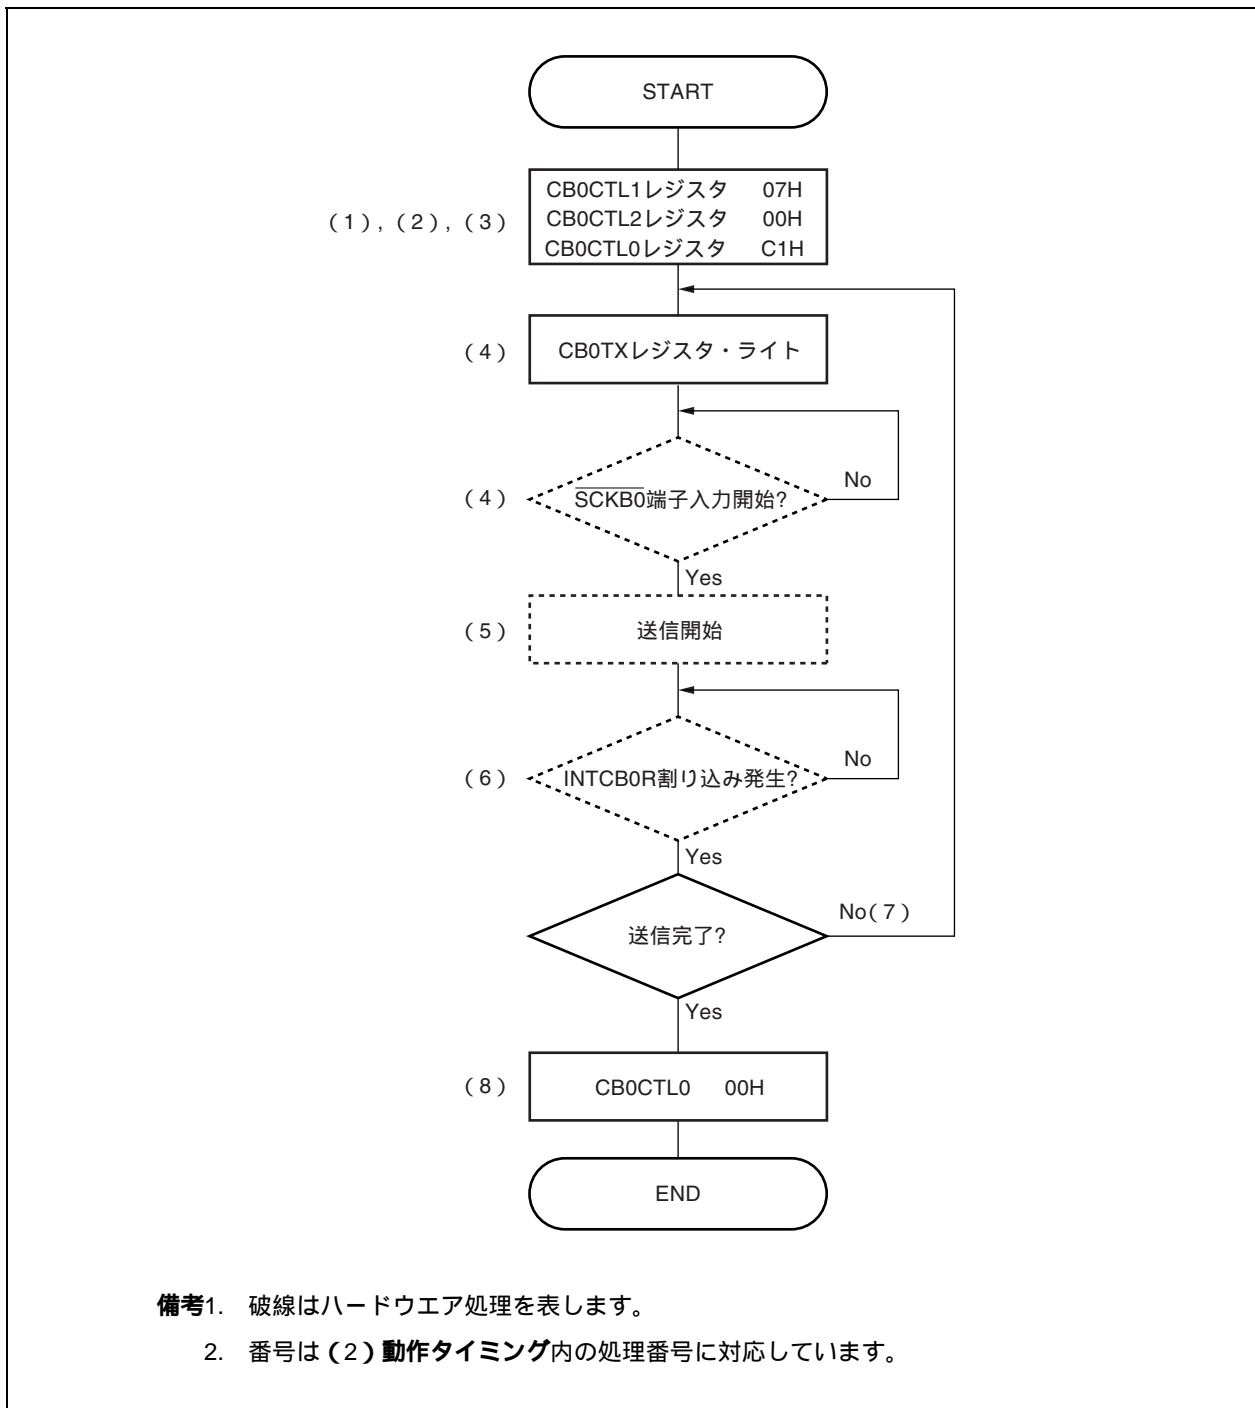 START
CB0CTL1レジスタ 07H
(1), (2), (3) CB0CTL2レジスタ 00H
CB0CTL0レジスタ C1H
(4) CB0TXレジスタ・ライト
(4) SCKB0端子入力開始? No
Yes
(5) 送信開始
(6) INTCB0R割り込み発生? No
Yes
送信完了? No(7)
Yes
(8) CB0CTL0 00H
END
備考1. 破線はハードウエア処理を表します。
2. 番号は(2)動作タイミング内の処理番号に対応しています。